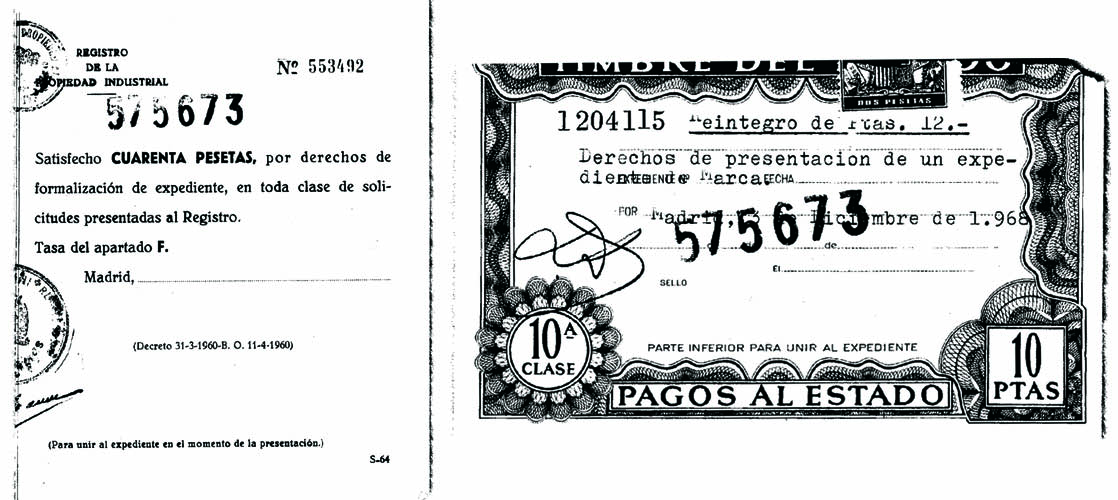 REGISTRO
DE LA
PROPIEDAD INDUSTRIAL
Nº 553492
575673
Satisfecho CUARENTA PESETAS, por derechos de
formalización de expediente, en toda clase de soli-
citudes presentadas al Registro.
Tasa del apartado F.
Madrid,
(Decreto 31-3-1960-B. O. 11-4-1960)
(Para unir al expediente en el momento de la presentación.)
S-64
TIMBRE DEL
DOS PESETAS
1204115 Reintegro de Ptas. 12.-
Derechos de presentacion de un expe-
diente de Marca.
FECHA
POR Madrid, Diciembre de 1.968
575673
de
El
SELLO
10ª
CLASE
PARTE INFERIOR PARA UNIR AL EXPEDIENTE
10
PTAS
PAGOS AL ESTADO